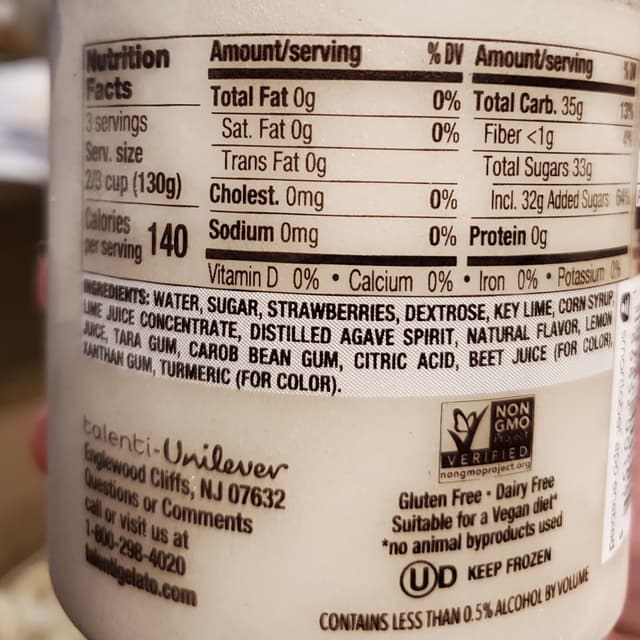 Nutrition
Facts
3 servings
Serv. size
2/3 cup (130g)
Calories
per serving 140
Amount/serving % DV
Total Fat 0g 0%
Sat. Fat 0g 0%
Trans Fat 0g
Cholest. 0mg 0%
Sodium 0mg 0%
Amount/serving
Total Carb. 35g 13%
Fiber <1g
Total Sugars 33g
Incl. 32g Added Sugars 64%
Protein 0g
Vitamin D 0% • Calcium 0% • Iron 0% • Potassium 0%
INGREDIENTS: WATER, SUGAR, STRAWBERRIES, DEXTROSE, KEY LIME, CORN SYRUP,
LIME JUICE CONCENTRATE, DISTILLED AGAVE SPIRIT, NATURAL FLAVOR, LEMON
JUICE, TARA GUM, CAROB BEAN GUM, CITRIC ACID, BEET JUICE (FOR COLOR),
XANTHAN GUM, TURMERIC (FOR COLOR).
talenti-Unilever
Englewood Cliffs, NJ 07632
Questions or Comments
call or visit us at
1-800-298-4020
talentigelato.com
NON
GMO
Project
VERIFIED
nongmoproject.org
Gluten Free • Dairy Free
Suitable for a Vegan diet*
*no animal byproducts used
UD KEEP FROZEN
CONTAINS LESS THAN 0.5% ALCOHOL BY VOLUME